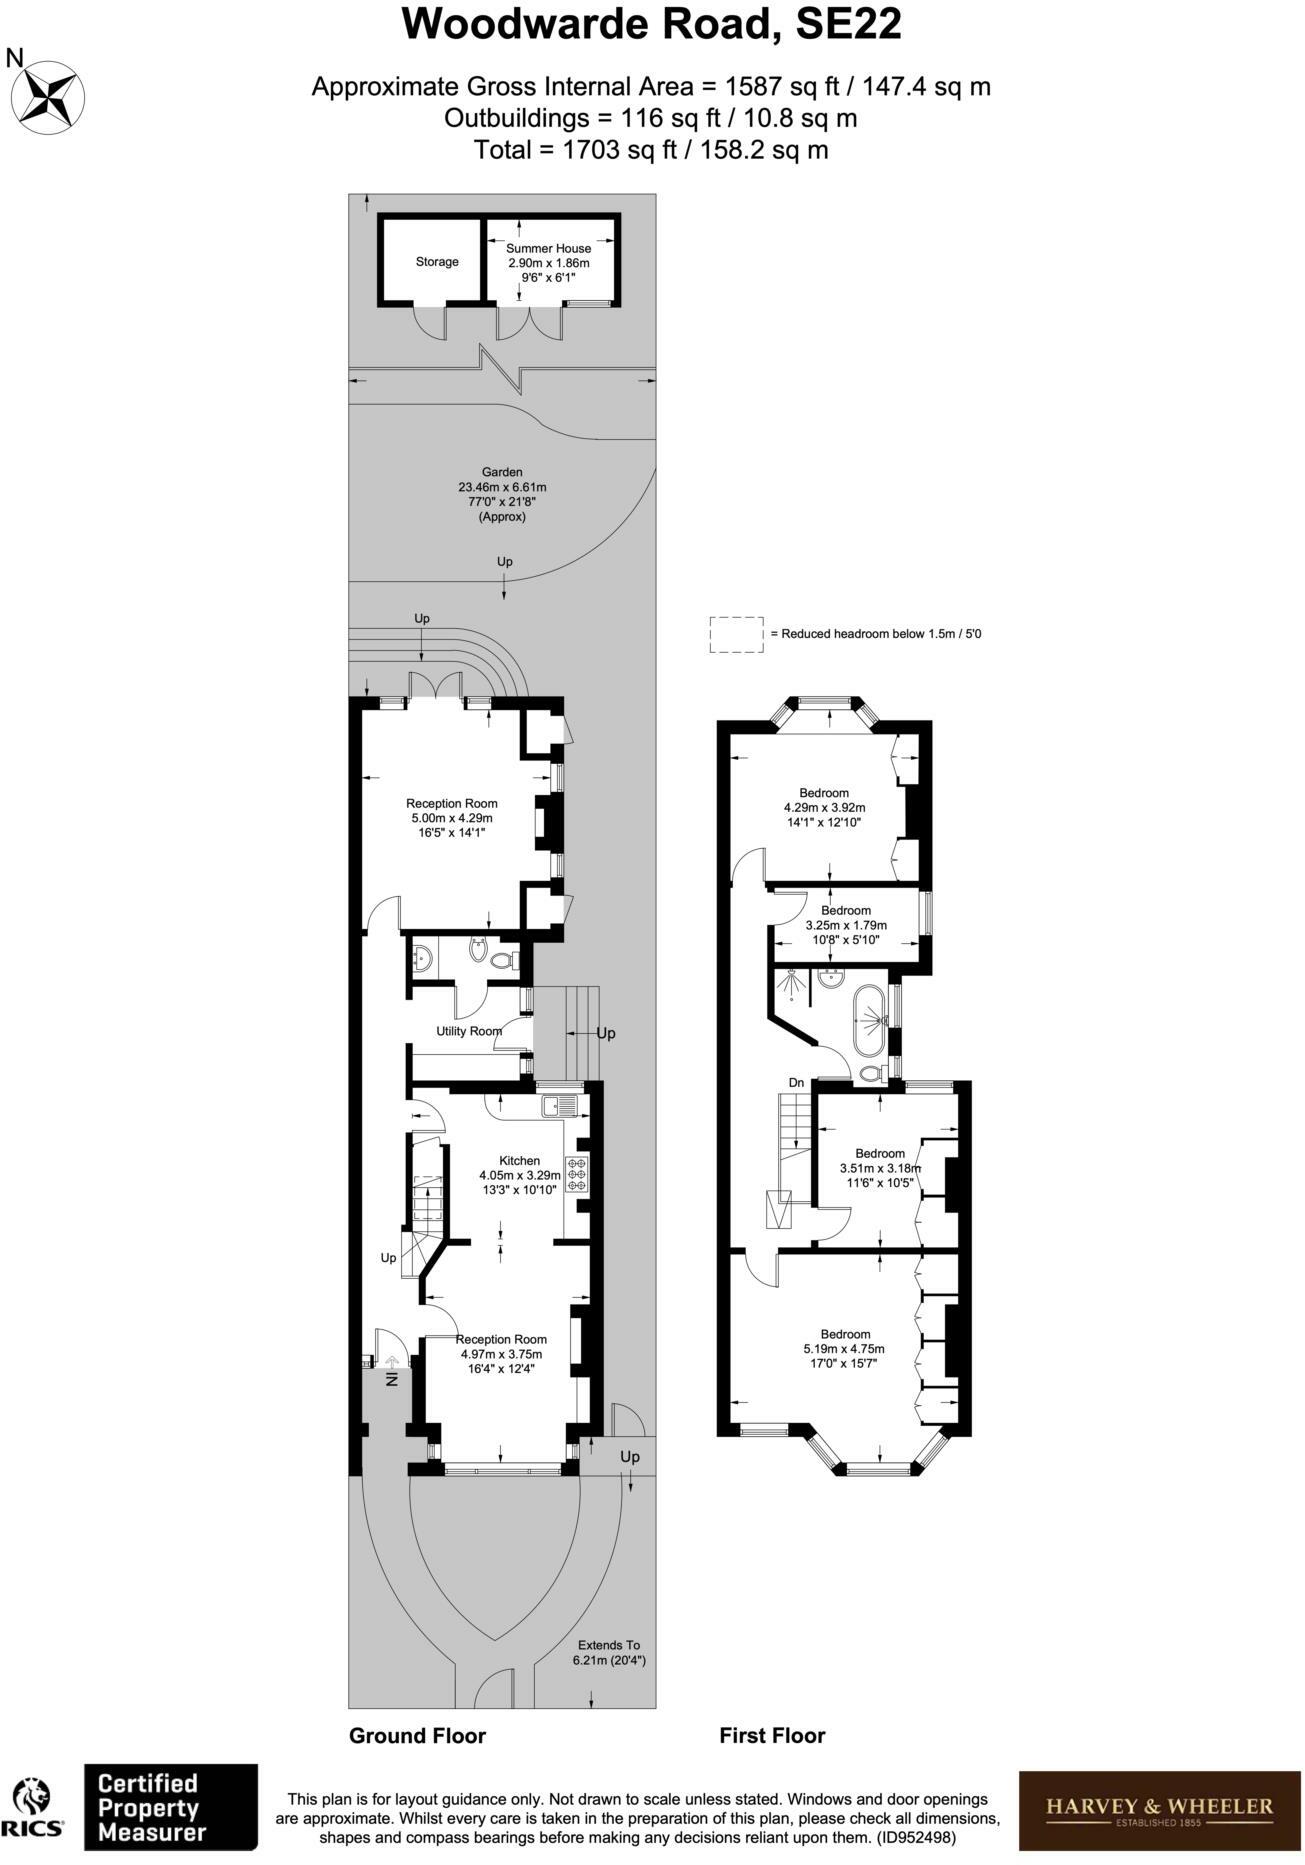 Woodwarde Road, SE22
N
Approximate Gross Internal Area = 1587 sq ft / 147.4 sq m
Outbuildings = 116 sq ft / 10.8 sq m
Total = 1703 sq ft / 158.2 sq m
Storage
Summer House
2.90m x 1.86m
9'6" x 6'1"
Garden
23.46m x 6.61m
77'0" x 21'8"
(Approx)
Up
Up
= Reduced headroom below 1.5m / 5'0
Reception Room
5.00m x 4.29m
16'5" x 14'1"
Utility Room
Up
Kitchen
4.05m x 3.29m
13'3" x 10'10"
Up
Reception Room
4.97m x 3.75m
16'4" x 12'4"
IN
Up
Extends To
6.21m (20'4")
Bedroom
4.29m x 3.92m
14'1" x 12'10"
Bedroom
3.25m x 1.79m
10'8" x 5'10"
Dn
Bedroom
3.51m x 3.18m
11'6" x 10'5"
Bedroom
5.19m x 4.75m
17'0" x 15'7"
Ground Floor
First Floor
RICS
Certified
Property
Measurer
This plan is for layout guidance only. Not drawn to scale unless stated. Windows and door openings
are approximate. Whilst every care is taken in the preparation of this plan, please check all dimensions,
shapes and compass bearings before making any decisions reliant upon them. (ID952498)
HARVEY & WHEELER
ESTABLISHED 1855